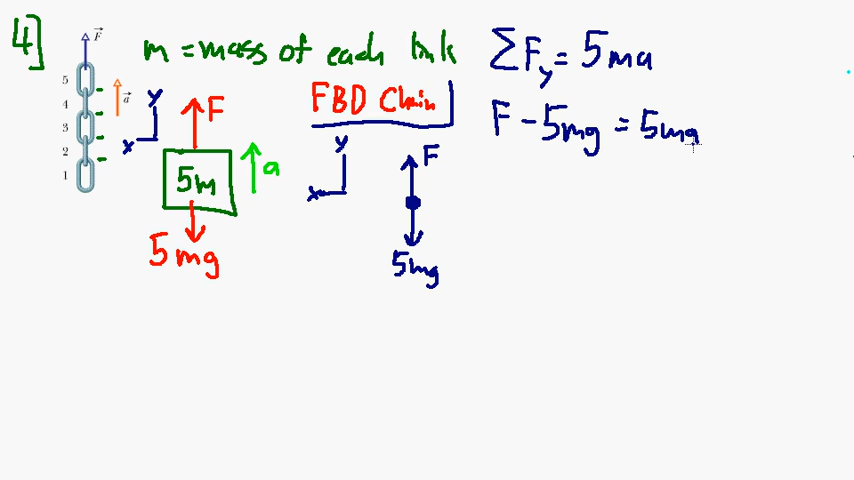 4]
F
5
4
3
2
1
a
m = mass of each link
y
x
F
5m
a
5mg
FBD Chain
y
x
F
5mg
ΣFy = 5ma
F - 5mg = 5ma